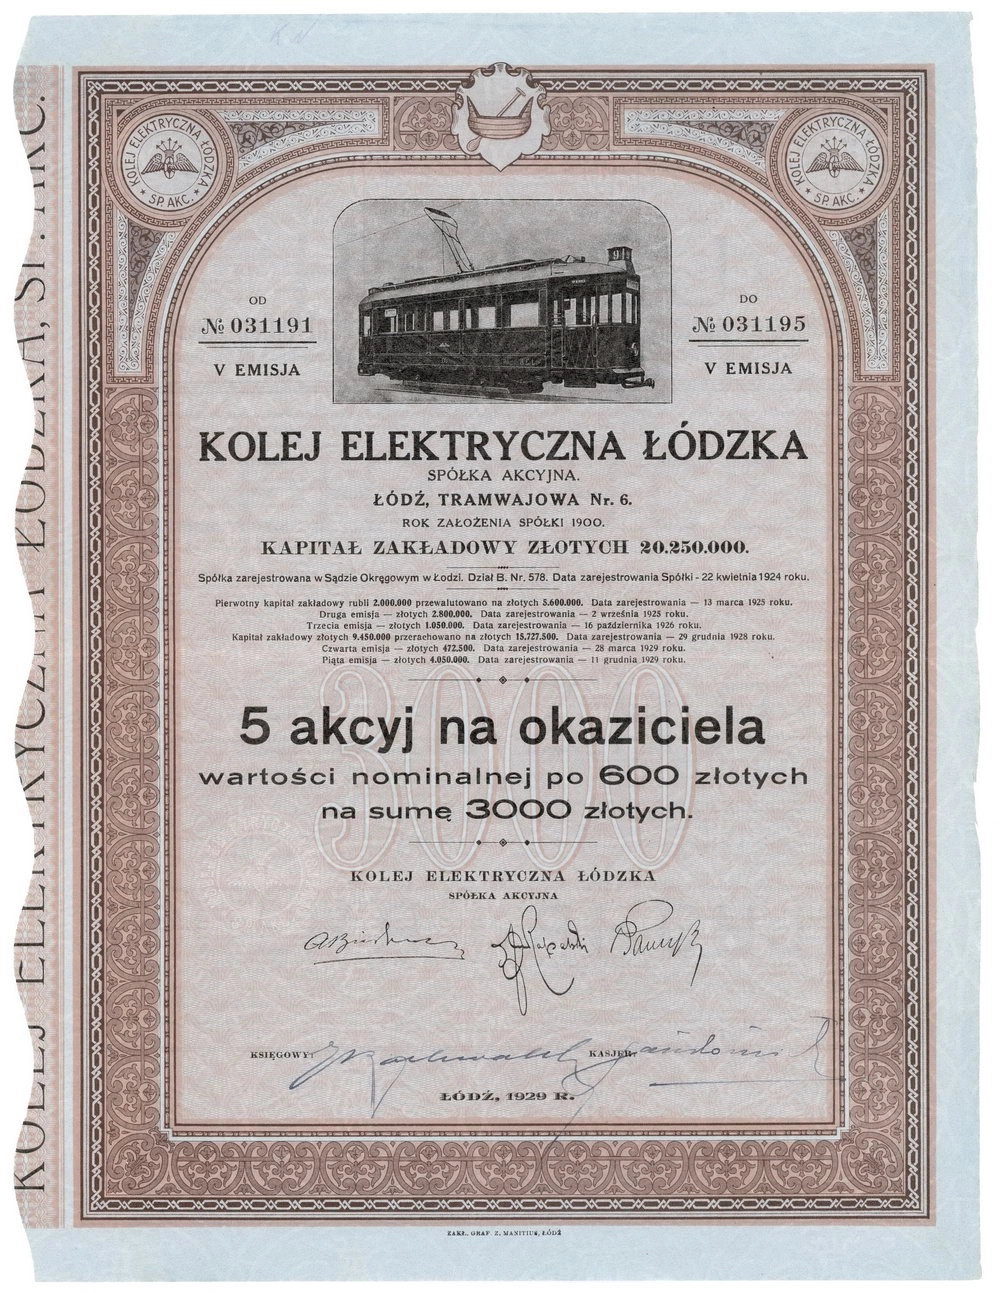 KOLEJ ELEKTRYCZNA ŁÓDZKA, SP. AKC.
KOLEJ ELEKTRYCZNA ŁÓDZKA
SP. AKC.
KOLEJ ELEKTRYCZNA ŁÓDZKA
SP. AKC.
OD
№ 031191
V EMISJA
DO
№ 031195
V EMISJA
KOLEJ ELEKTRYCZNA ŁÓDZKA
SPÓŁKA AKCYJNA.
ŁÓDŹ, TRAMWAJOWA Nr. 6.
ROK ZAŁOŻENIA SPÓŁKI 1900.
KAPITAŁ ZAKŁADOWY ZŁOTYCH 20.250.000.
Spółka zarejestrowana w Sądzie Okręgowym w Łodzi. Dział B. Nr. 578. Data zarejestrowania Spółki - 22 kwietnia 1924 roku.
Pierwotny kapitał zakładowy rubli 2.000.000 przewalutowano na złotych 5.600.000. Data zarejestrowania — 13 marca 1925 roku.
Druga emisja — złotych 2.800.000. Data zarejestrowania — 2 września 1925 roku.
Trzecia emisja — złotych 1.050.000. Data zarejestrowania — 16 października 1926 roku.
Kapitał zakładowy złotych 9.450.000 przerachowano na złotych 15.727.500. Data zarejestrowania — 29 grudnia 1928 roku.
Czwarta emisja — złotych 472.500. Data zarejestrowania — 28 marca 1929 roku.
Piąta emisja — złotych 4.050.000. Data zarejestrowania — 11 grudnia 1929 roku.
3000
5 akcyj na okaziciela
wartości nominalnej po 600 złotych
na sumę 3000 złotych.
KOLEJ ELEKTRYCZNA ŁÓDZKA
SPÓŁKA AKCYJNA
KSIĘGOWY:
KASJER:
ŁÓDŹ, 1929 R.
ZAKŁ. GRAF. Z. MANITIUS, ŁÓDŹ